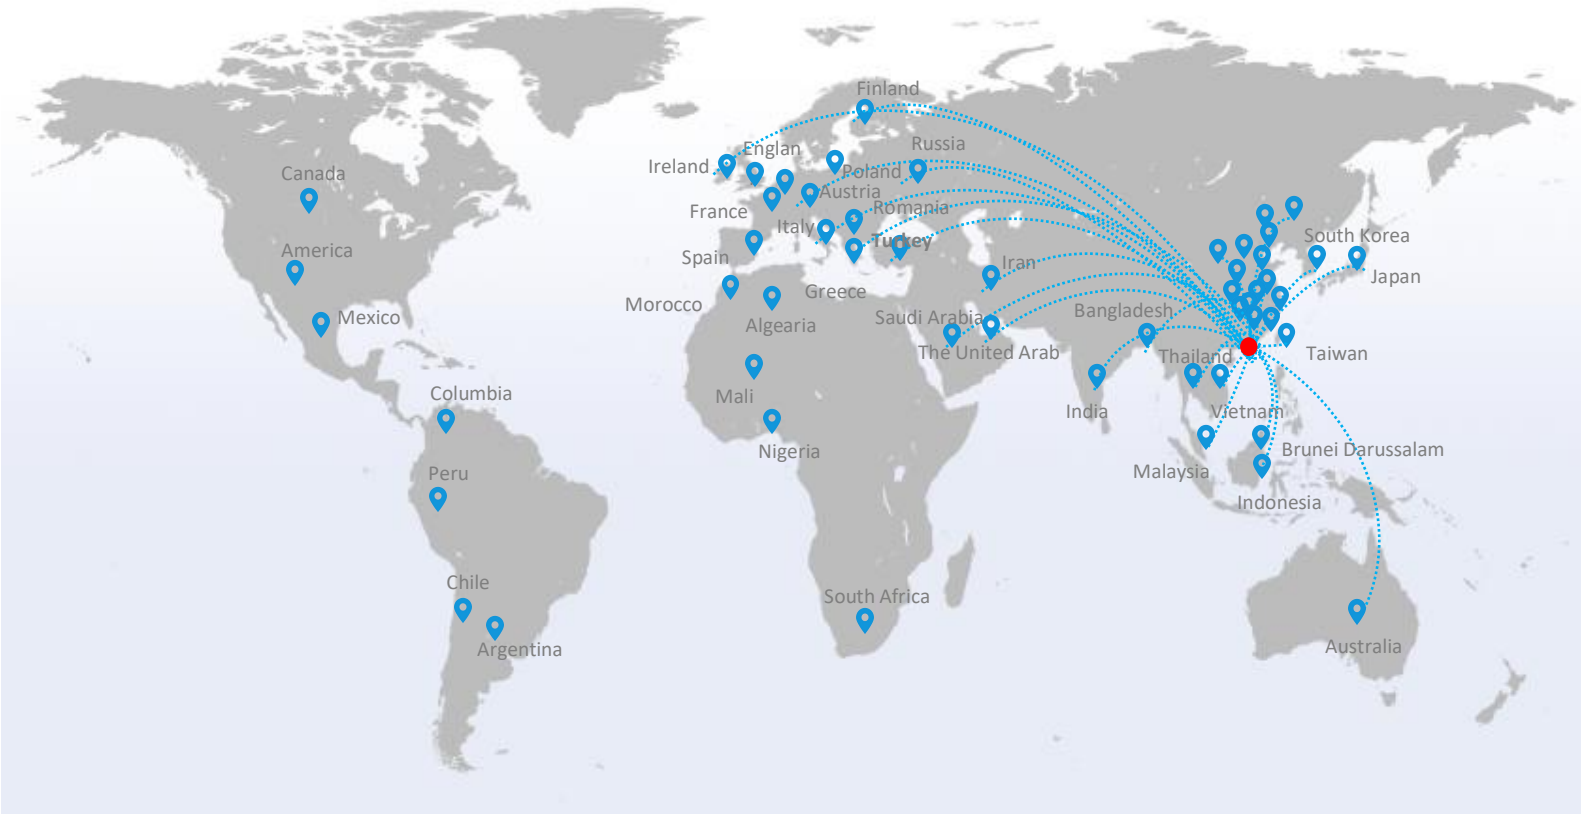 Finland
Russia
Englan
Ireland
Poland
Canada
Austria
France
Romania
Italy
South Korea
Turkey
America
Spain
Iran
Japan
Greece
Morocco
Bangladesh
Mexico
Saudi Arabia
Algearia
The United Arab
Thailand
Taiwan
Columbia
Mali
India
Vietnam
Nigeria
Brunei Darussalam
Peru
Malaysia
Indonesia
Chile
South Africa
Argentina
Australia